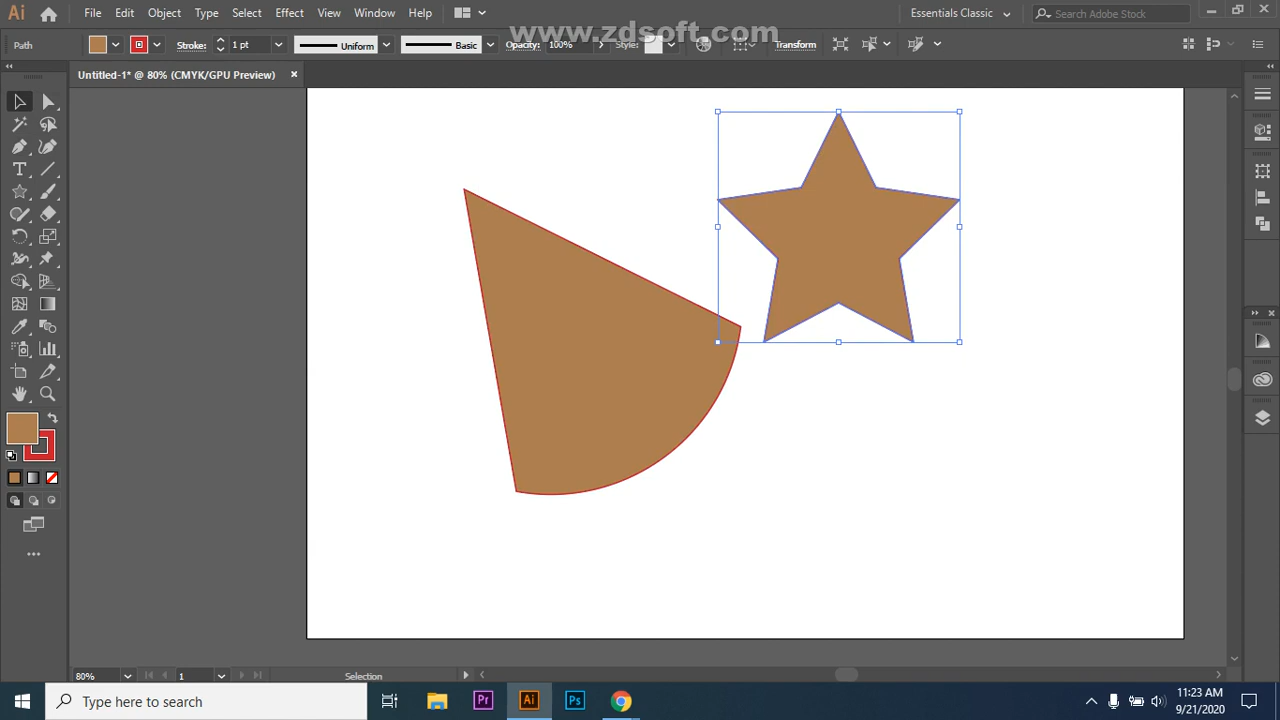 Ai File Edit Object Type Select Effect View Window Help Essentials Classic Search Adobe Stock
www.zdsoft.com
Path Stroke: 1 pt Uniform Basic Opacity: 100% Style: Transform
Untitled-1* @ 80% (CMYK/GPU Preview)
80% 1 Selection
Type here to search Pr Ai Ps 11:23 AM
9/21/2020